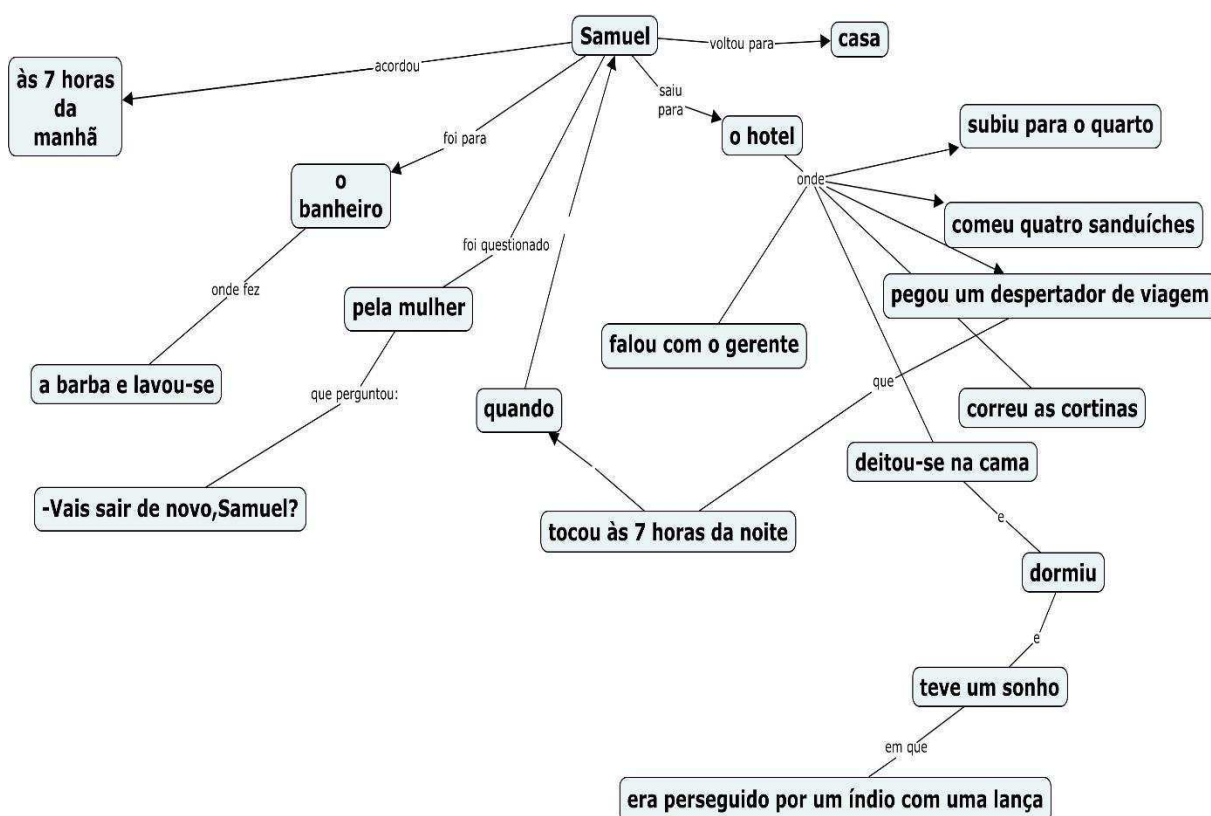 Samuel
voltou para
casa
acordou
às 7 horas
da
manhã
saiu
para
o hotel
subiu para o quarto
foi para
o
banheiro
onde
comeu quatro sanduíches
foi questionado
onde fez
pela mulher
pegou um despertador de viagem
falou com o gerente
a barba e lavou-se
que perguntou:
quando
que
correu as cortinas
deitou-se na cama
-Vais sair de novo,Samuel?
tocou às 7 horas da noite
e
dormiu
e
teve um sonho
em que
era perseguido por um índio com uma lança